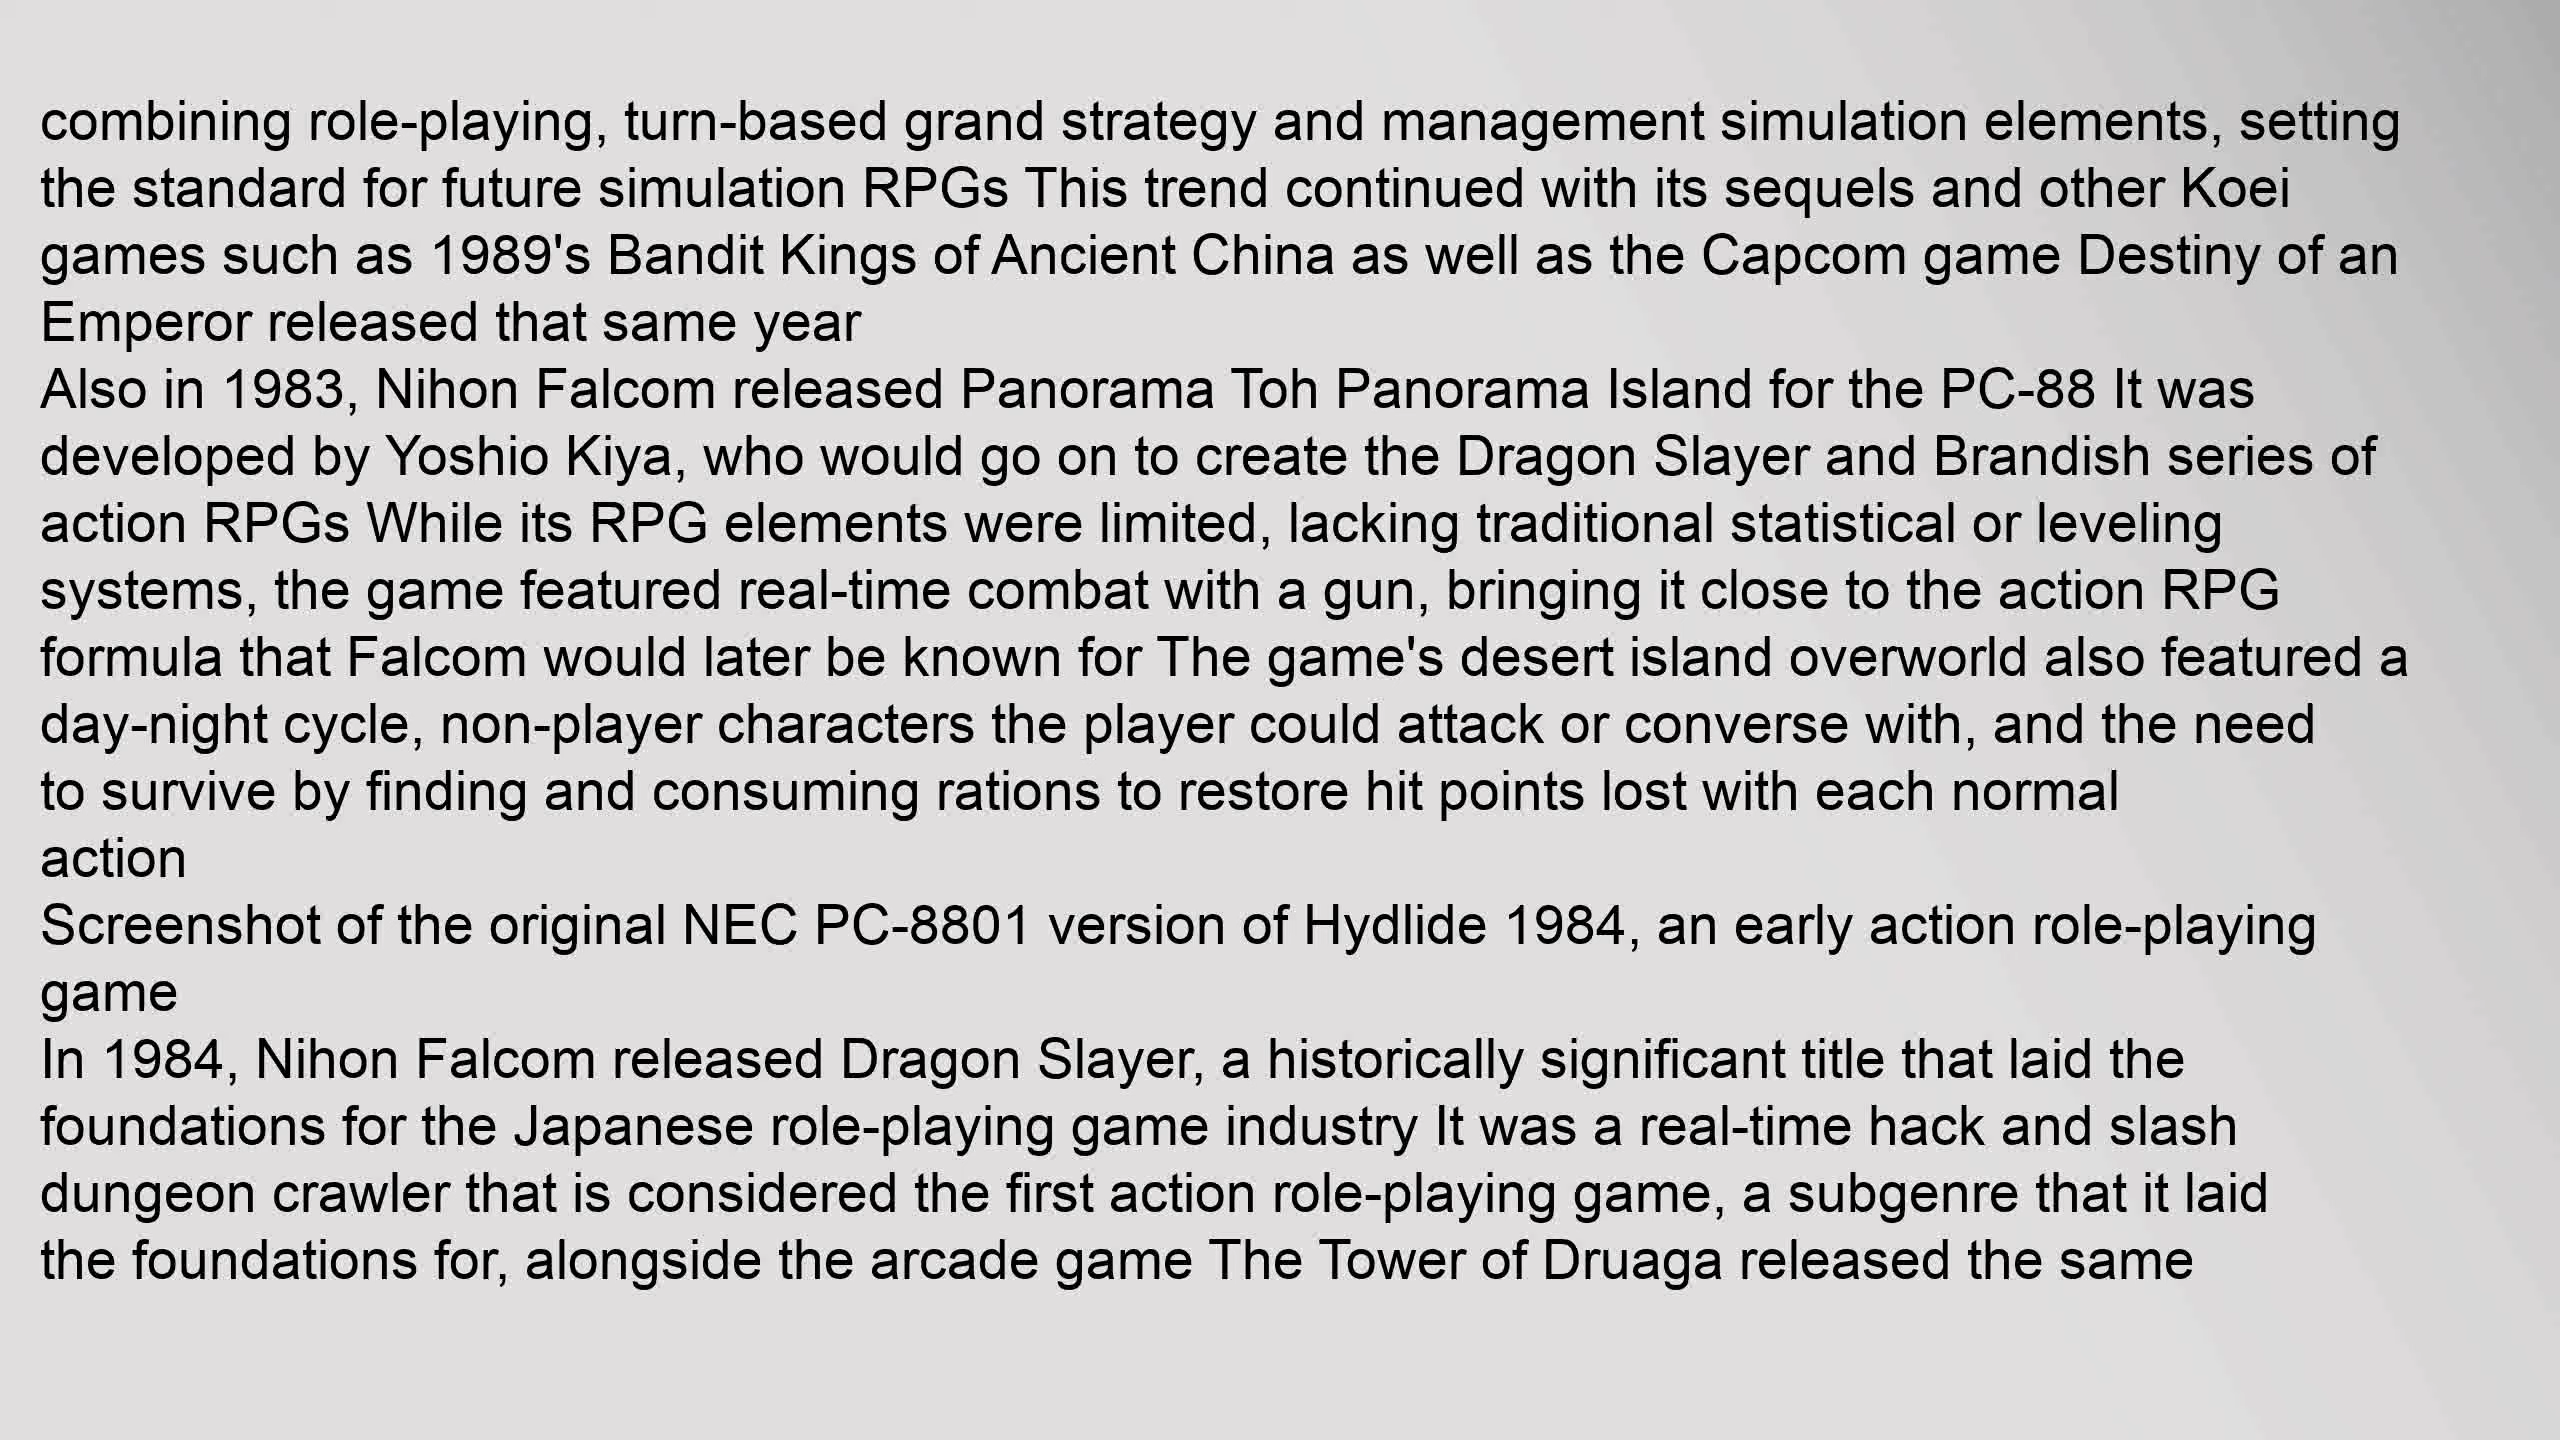 combining role-playing, turn-based grand strategy and management simulation elements, setting
the standard for future simulation RPGs This trend continued with its sequels and other Koei
games such as 1989's Bandit Kings of Ancient China as well as the Capcom game Destiny of an
Emperor released that same year
Also in 1983, Nihon Falcom released Panorama Toh Panorama Island for the PC-88 It was
developed by Yoshio Kiya, who would go on to create the Dragon Slayer and Brandish series of
action RPGs While its RPG elements were limited, lacking traditional statistical or leveling
systems, the game featured real-time combat with a gun, bringing it close to the action RPG
formula that Falcom would later be known for The game's desert island overworld also featured a
day-night cycle, non-player characters the player could attack or converse with, and the need
to survive by finding and consuming rations to restore hit points lost with each normal
action
Screenshot of the original NEC PC-8801 version of Hydlide 1984, an early action role-playing
game
In 1984, Nihon Falcom released Dragon Slayer, a historically significant title that laid the
foundations for the Japanese role-playing game industry It was a real-time hack and slash
dungeon crawler that is considered the first action role-playing game, a subgenre that it laid
the foundations for, alongside the arcade game The Tower of Druaga released the same